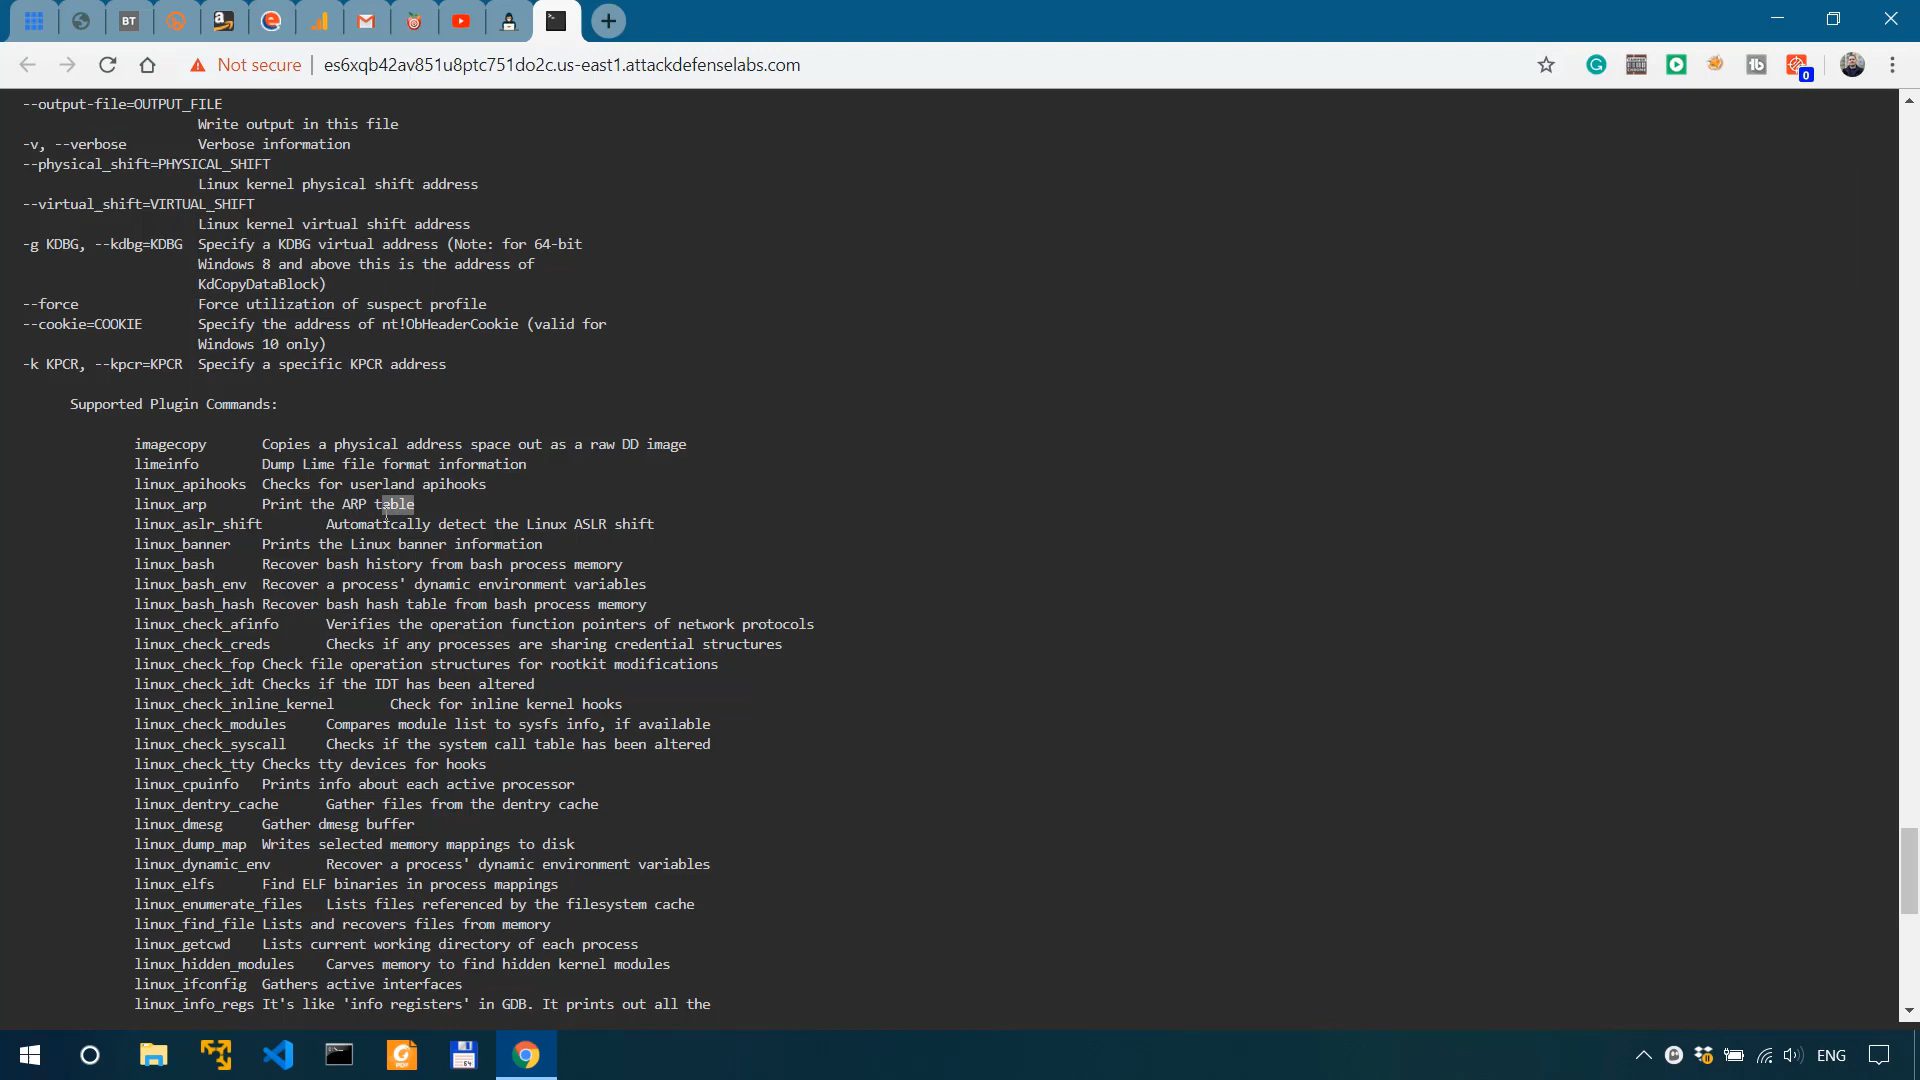 BT
Not secure
es6xqb42av851u8ptc751do2c.us-east1.attackdefenselabs.com
0
--output-file=OUTPUT_FILE
Write output in this file
-v, --verbose Verbose information
--physical_shift=PHYSICAL_SHIFT
Linux kernel physical shift address
--virtual_shift=VIRTUAL_SHIFT
Linux kernel virtual shift address
-g KDBG, --kdbg=KDBG Specify a KDBG virtual address (Note: for 64-bit
Windows 8 and above this is the address of
KdCopyDataBlock)
--force Force utilization of suspect profile
--cookie=COOKIE Specify the address of nt!ObHeaderCookie (valid for
Windows 10 only)
-k KPCR, --kpcr=KPCR Specify a specific KPCR address
Supported Plugin Commands:
imagecopy Copies a physical address space out as a raw DD image
limeinfo Dump Lime file format information
linux_apihooks Checks for userland apihooks
linux_arp Print the ARP table
linux_aslr_shift Automatically detect the Linux ASLR shift
linux_banner Prints the Linux banner information
linux_bash Recover bash history from bash process memory
linux_bash_env Recover a process' dynamic environment variables
linux_bash_hash Recover bash hash table from bash process memory
linux_check_afinfo Verifies the operation function pointers of network protocols
linux_check_creds Checks if any processes are sharing credential structures
linux_check_fop Check file operation structures for rootkit modifications
linux_check_idt Checks if the IDT has been altered
linux_check_inline_kernel Check for inline kernel hooks
linux_check_modules Compares module list to sysfs info, if available
linux_check_syscall Checks if the system call table has been altered
linux_check_tty Checks tty devices for hooks
linux_cpuinfo Prints info about each active processor
linux_dentry_cache Gather files from the dentry cache
linux_dmesg Gather dmesg buffer
linux_dump_map Writes selected memory mappings to disk
linux_dynamic_env Recover a process' dynamic environment variables
linux_elfs Find ELF binaries in process mappings
linux_enumerate_files Lists files referenced by the filesystem cache
linux_find_file Lists and recovers files from memory
linux_getcwd Lists current working directory of each process
linux_hidden_modules Carves memory to find hidden kernel modules
linux_ifconfig Gathers active interfaces
linux_info_regs It's like 'info registers' in GDB. It prints out all the
ENG